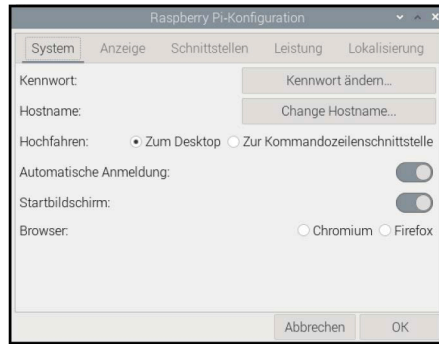 Raspberry Pi-Konfiguration
System Anzeige Schnittstellen Leistung Lokalisierung
Kennwort: Kennwort ändern...
Hostname: Change Hostname...
Hochfahren: Zum Desktop Zur Kommandozeilenschnittstelle
Automatische Anmeldung:
Startbildschirm:
Browser: Chromium Firefox
Abbrechen OK